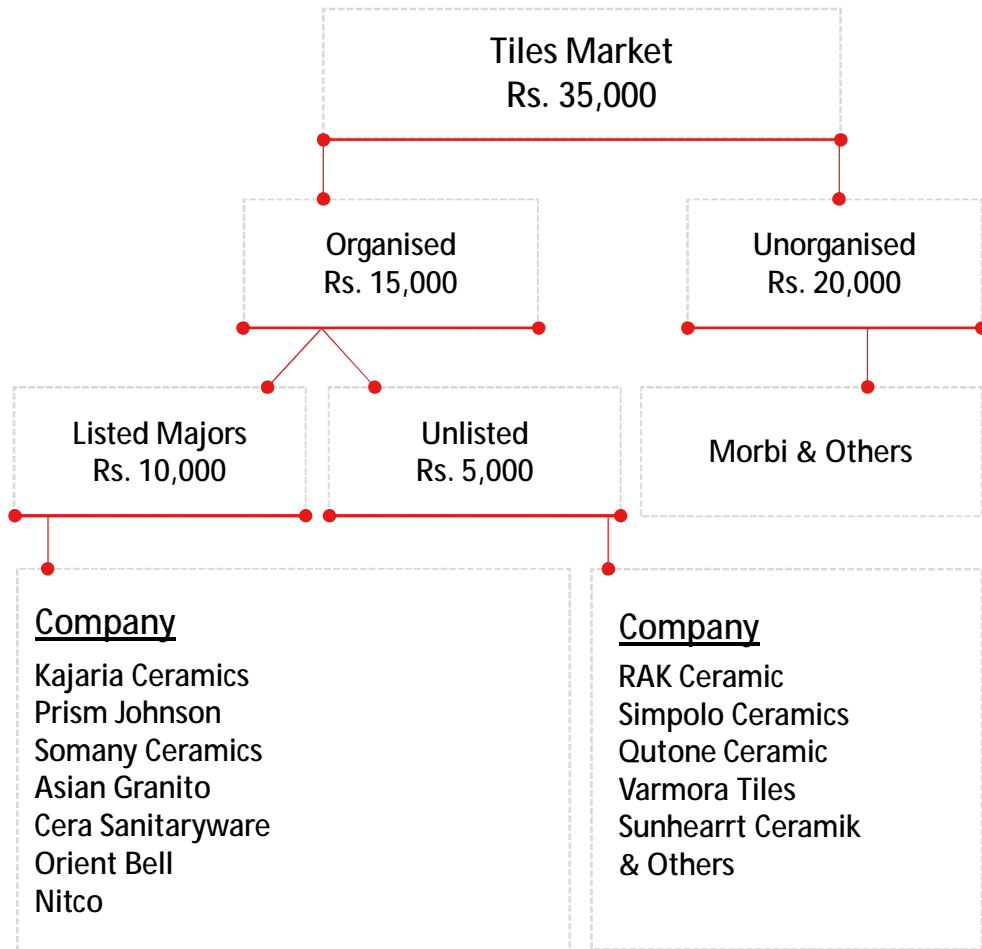 Tiles Market
Rs. 35,000
Organised
Rs. 15,000
Unorganised
Rs. 20,000
Listed Majors
Rs. 10,000
Unlisted
Rs. 5,000
Morbi & Others
Company
Kajaria Ceramics
Prism Johnson
Somany Ceramics
Asian Granito
Cera Sanitaryware
Orient Bell
Nitco
Company
RAK Ceramic
Simpolo Ceramics
Qutone Ceramic
Varmora Tiles
Sunhearrt Ceramik
& Others